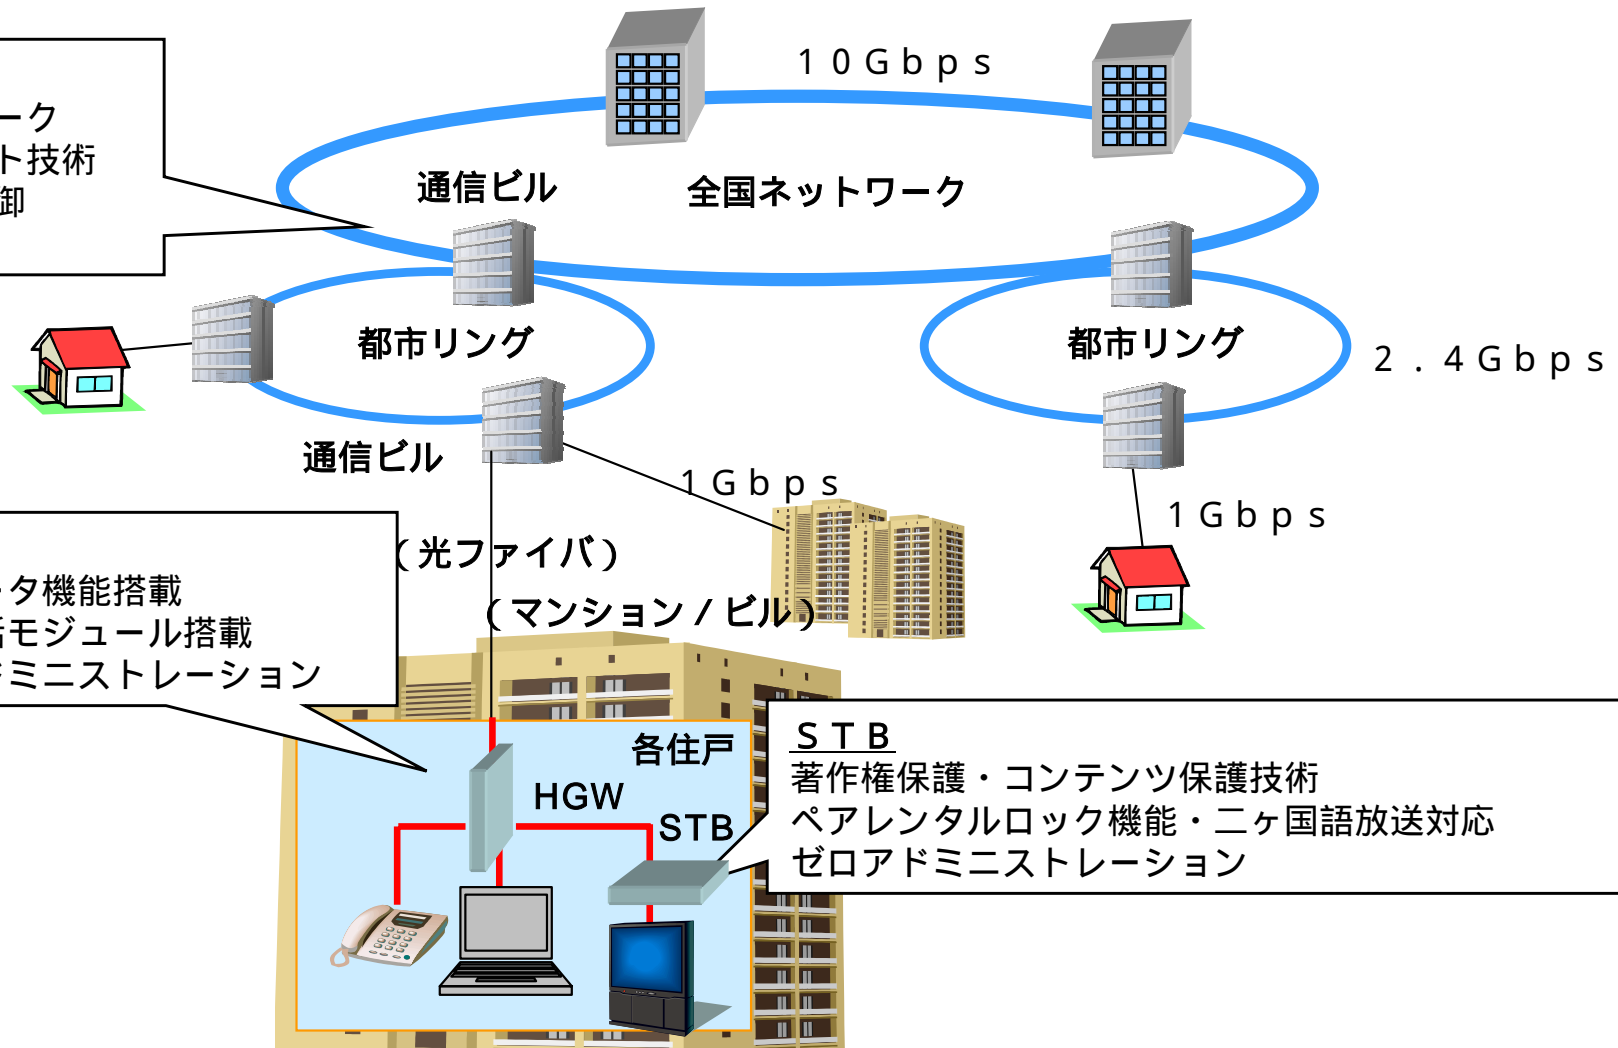 10Gbps
ーク
ト技術
御
通信ビル
全国ネットワーク
都市リング
都市リング
2.4Gbps
通信ビル
1Gbps
1Gbps
(光ファイバ)
(マンション/ビル)
タ機能搭載
モジュール搭載
ミニストレーション
各住戸
HGW
STB
STB
著作権保護・コンテンツ保護技術
ペアレンタルロック機能・二ヶ国語放送対応
ゼロアドミニストレーション